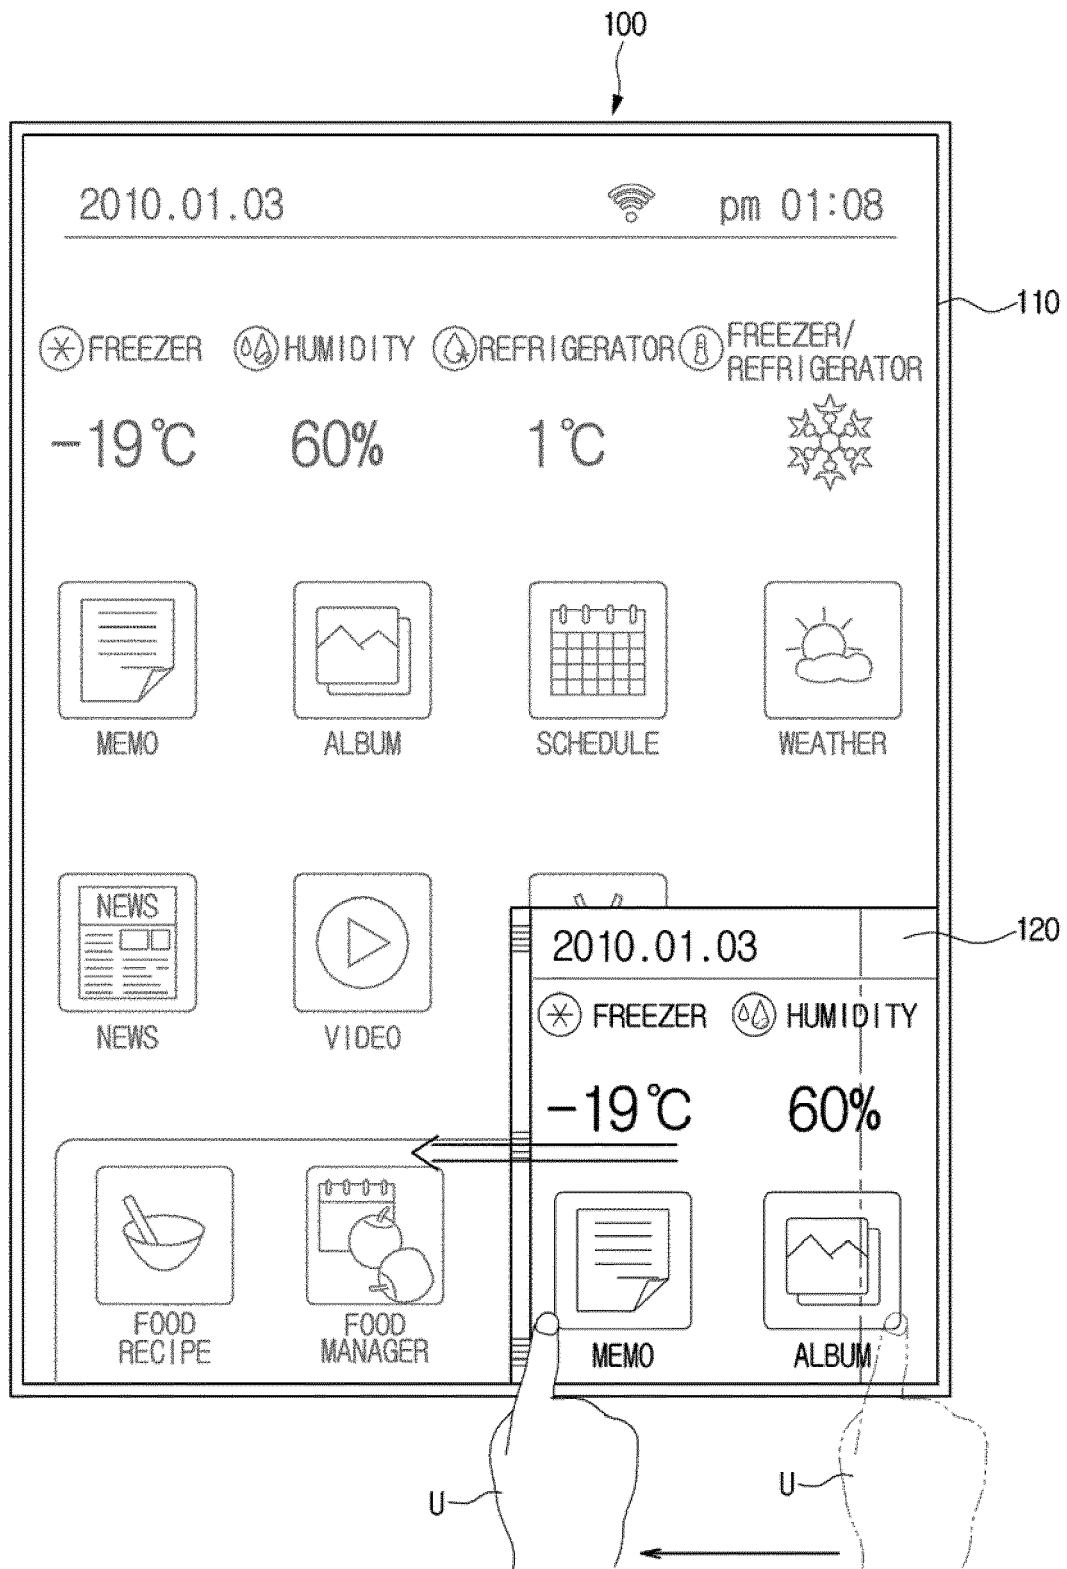 100
2010.01.03 pm 01:08
110
FREEZER HUMIDITY REFRIGERATOR FREEZER/
REFRIGERATOR
-19℃ 60% 1℃
MEMO ALBUM SCHEDULE WEATHER
NEWS
NEWS VIDEO
120
2010.01.03
FREEZER HUMIDITY
-19℃ 60%
MEMO ALBUM
FOOD
RECIPE
FOOD
MANAGER
U U